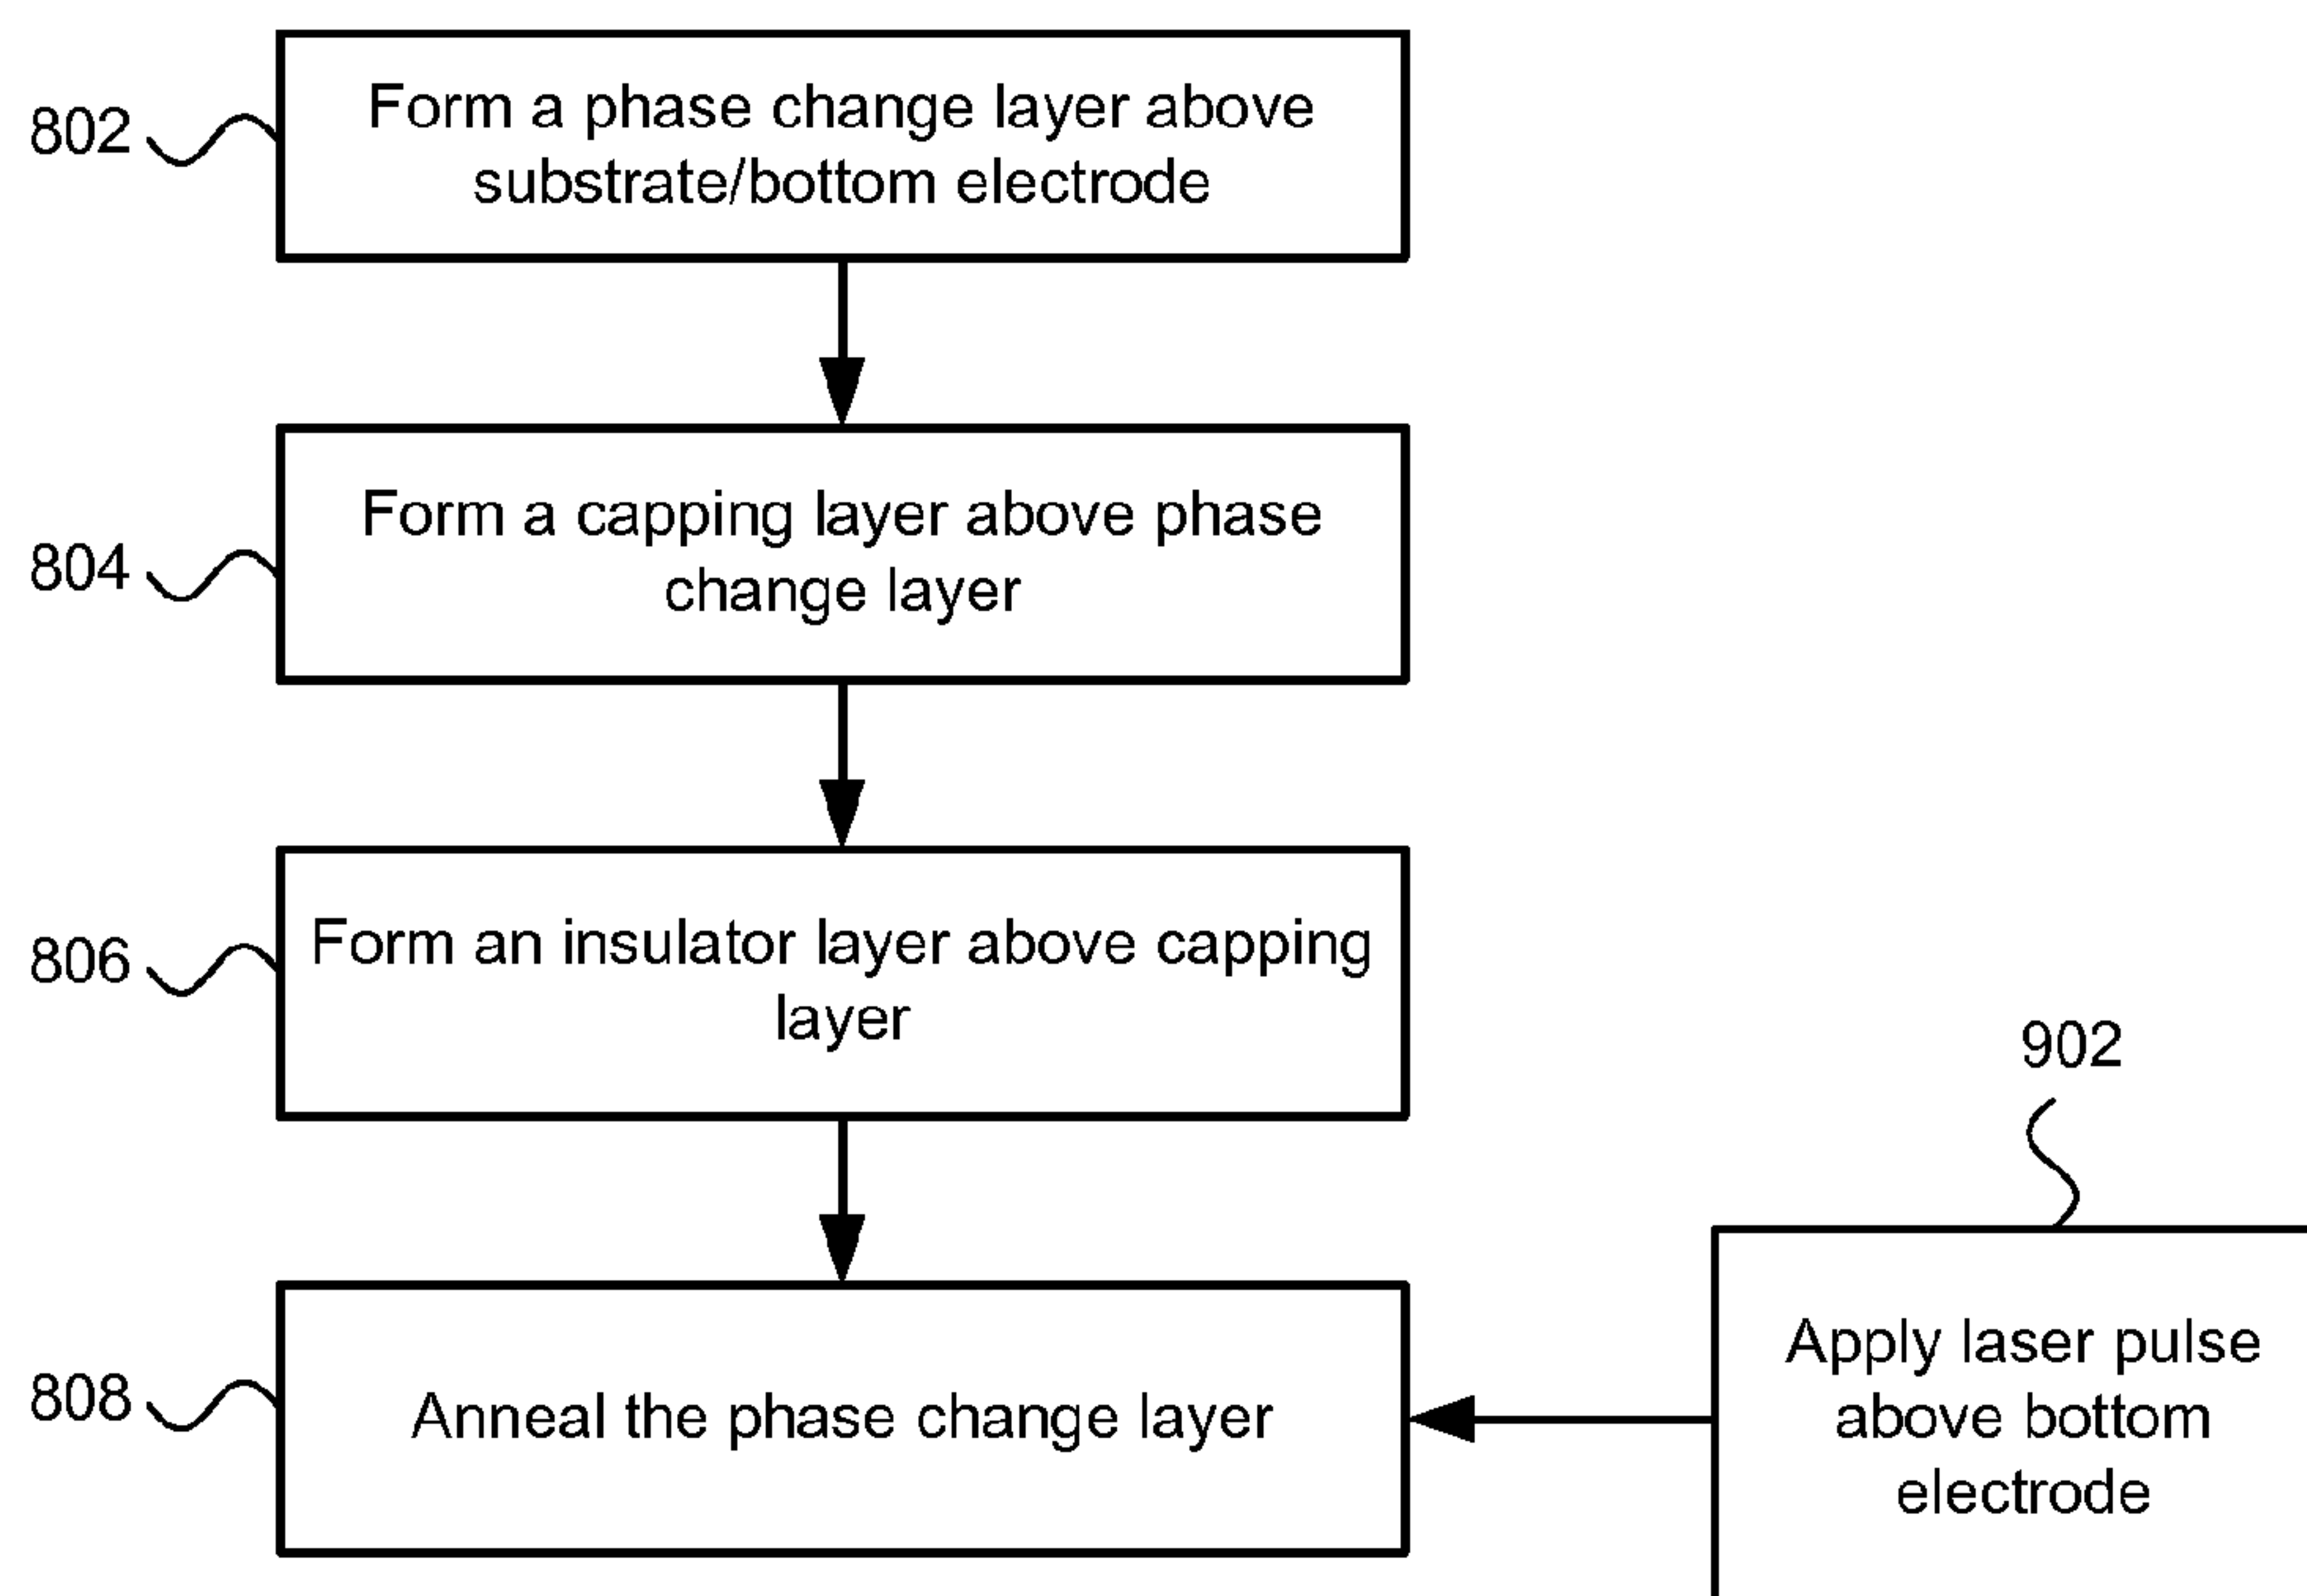 802
Form a phase change layer above
substrate/bottom electrode
804
Form a capping layer above phase
change layer
806
Form an insulator layer above capping
layer
902
808
Anneal the phase change layer
Apply laser pulse
above bottom
electrode